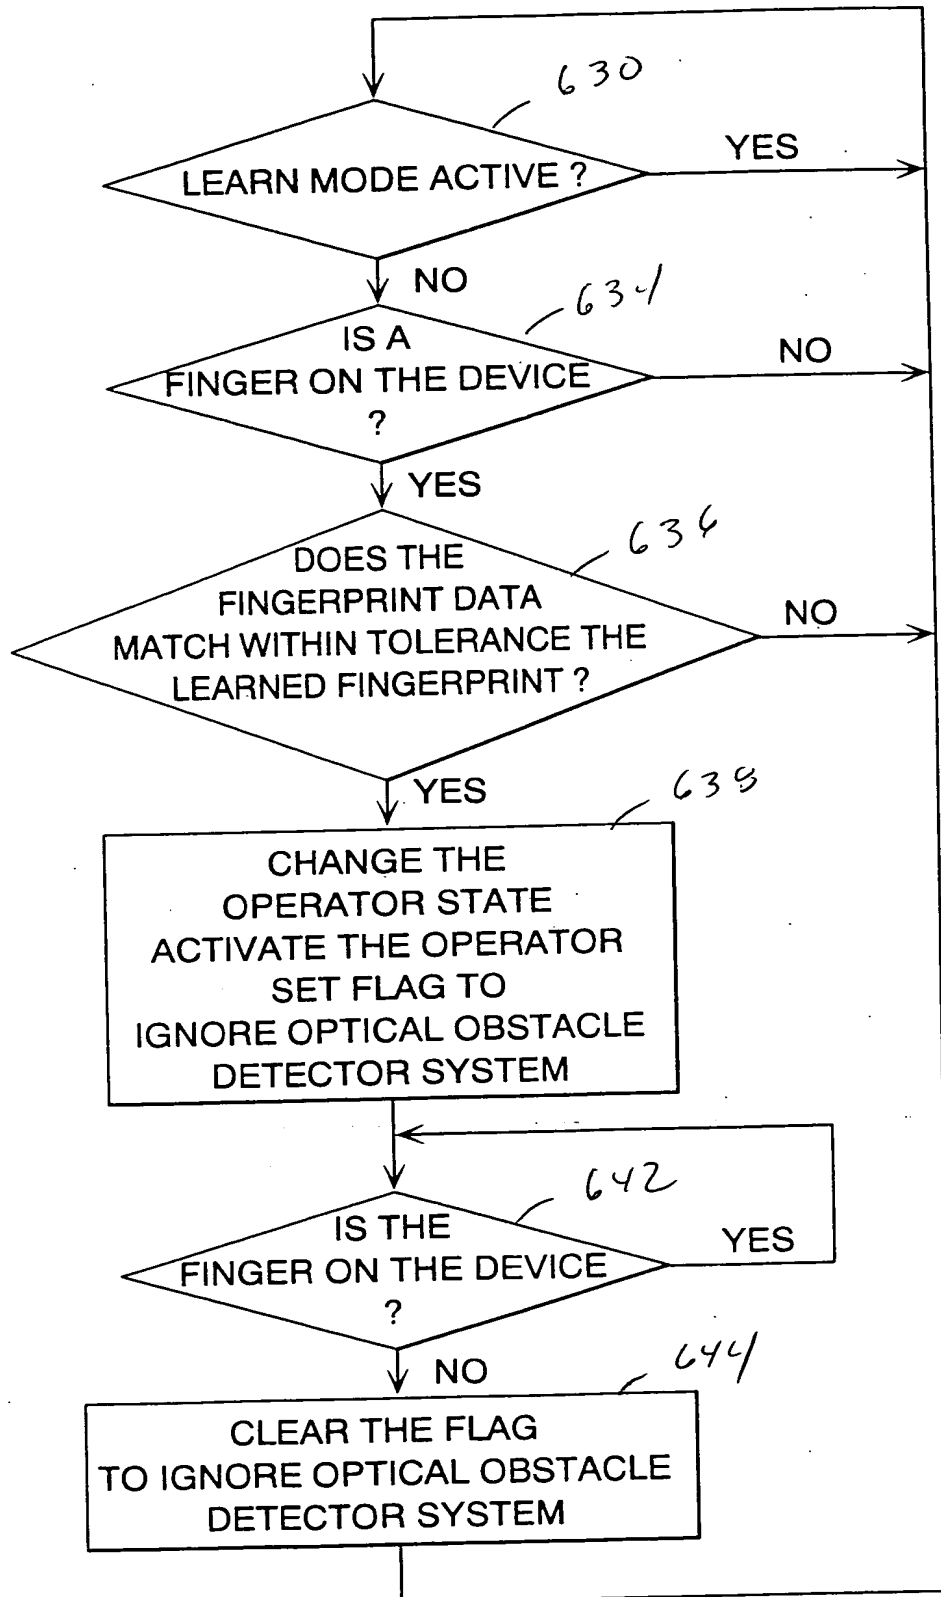 630
LEARN MODE ACTIVE ?
YES
NO
634
IS A
FINGER ON THE DEVICE
?
NO
YES
636
DOES THE
FINGERPRINT DATA
MATCH WITHIN TOLERANCE THE
LEARNED FINGERPRINT ?
NO
YES
638
CHANGE THE
OPERATOR STATE
ACTIVATE THE OPERATOR
SET FLAG TO
IGNORE OPTICAL OBSTACLE
DETECTOR SYSTEM
642
IS THE
FINGER ON THE DEVICE
?
YES
NO
644
CLEAR THE FLAG
TO IGNORE OPTICAL OBSTACLE
DETECTOR SYSTEM